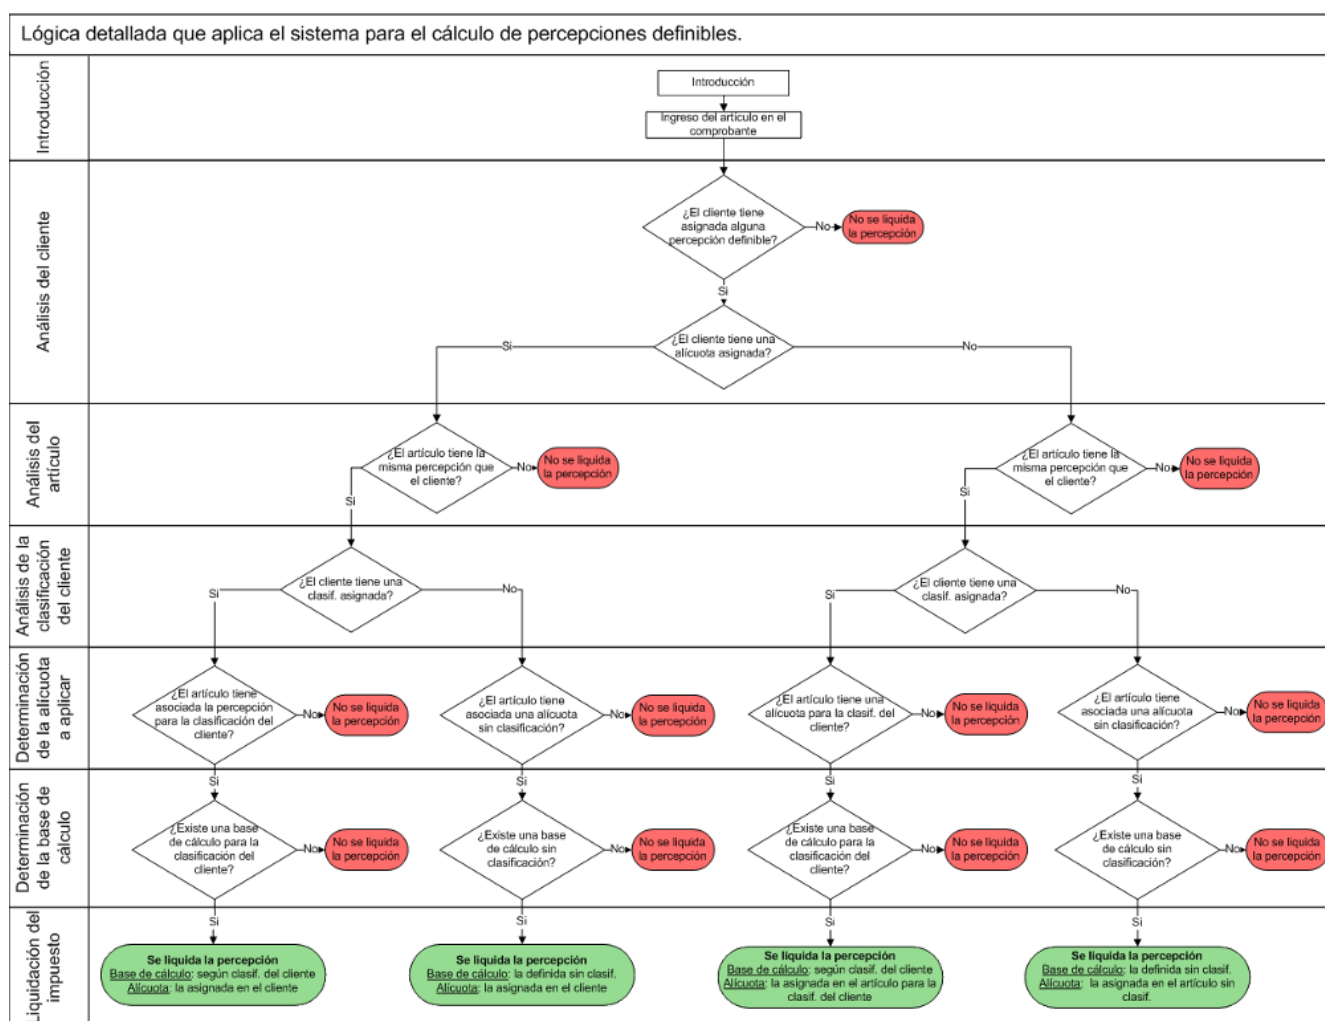 Lógica detallada que aplica el sistema para el cálculo de percepciones definibles.
Introducción
Introducción
Ingreso del artículo en el
comprobante
Análisis del cliente
¿El cliente tiene
asignada alguna
percepción definible?
No
No se liquida
la percepción
Si
¿El cliente tiene una
alícuota asignada?
Si
No
Análisis del
artículo
¿El artículo tiene la
misma percepción que
el cliente?
No
No se liquida
la percepción
Si
¿El artículo tiene la
misma percepción que
el cliente?
No
No se liquida
la percepción
Si
Análisis de la
clasificación
del cliente
¿El cliente tiene una
clasif. asignada?
Si
No
¿El cliente tiene una
clasif. asignada?
Si
No
Determinación
de la alícuota
a aplicar
¿El artículo tiene
asociada la percepción
para la clasificación del
cliente?
No
No se liquida
la percepción
Si
¿El artículo tiene
asociada una alícuota
sin clasificación?
No
No se liquida
la percepción
Si
¿El artículo tiene una
alícuota para la clasif. del
cliente?
No
No se liquida
la percepción
Si
¿El artículo tiene
asociada una alícuota
sin clasificación?
No
No se liquida
la percepción
Si
Determinación
de la base de
cálculo
¿Existe una base
de cálculo para la
clasificación del
cliente?
No
No se liquida
la percepción
Si
¿Existe una base
de cálculo sin
clasificación?
No
No se liquida
la percepción
Si
¿Existe una base
de cálculo para la
clasificación del
cliente?
No
No se liquida
la percepción
Si
¿Existe una base
de cálculo sin
clasificación?
No
No se liquida
la percepción
Si
Liquidación del
impuesto
Se liquida la percepción
Base de cálculo: según clasif. del cliente
Alícuota: la asignada en el cliente
Se liquida la percepción
Base de cálculo: la definida sin clasif.
Alícuota: la asignada en el cliente
Se liquida la percepción
Base de cálculo: según clasif. del cliente
Alícuota: la asignada en el artículo para la
clasif. del cliente
Se liquida la percepción
Base de cálculo: la definida sin clasif.
Alícuota: la asignada en el artículo sin
clasif.